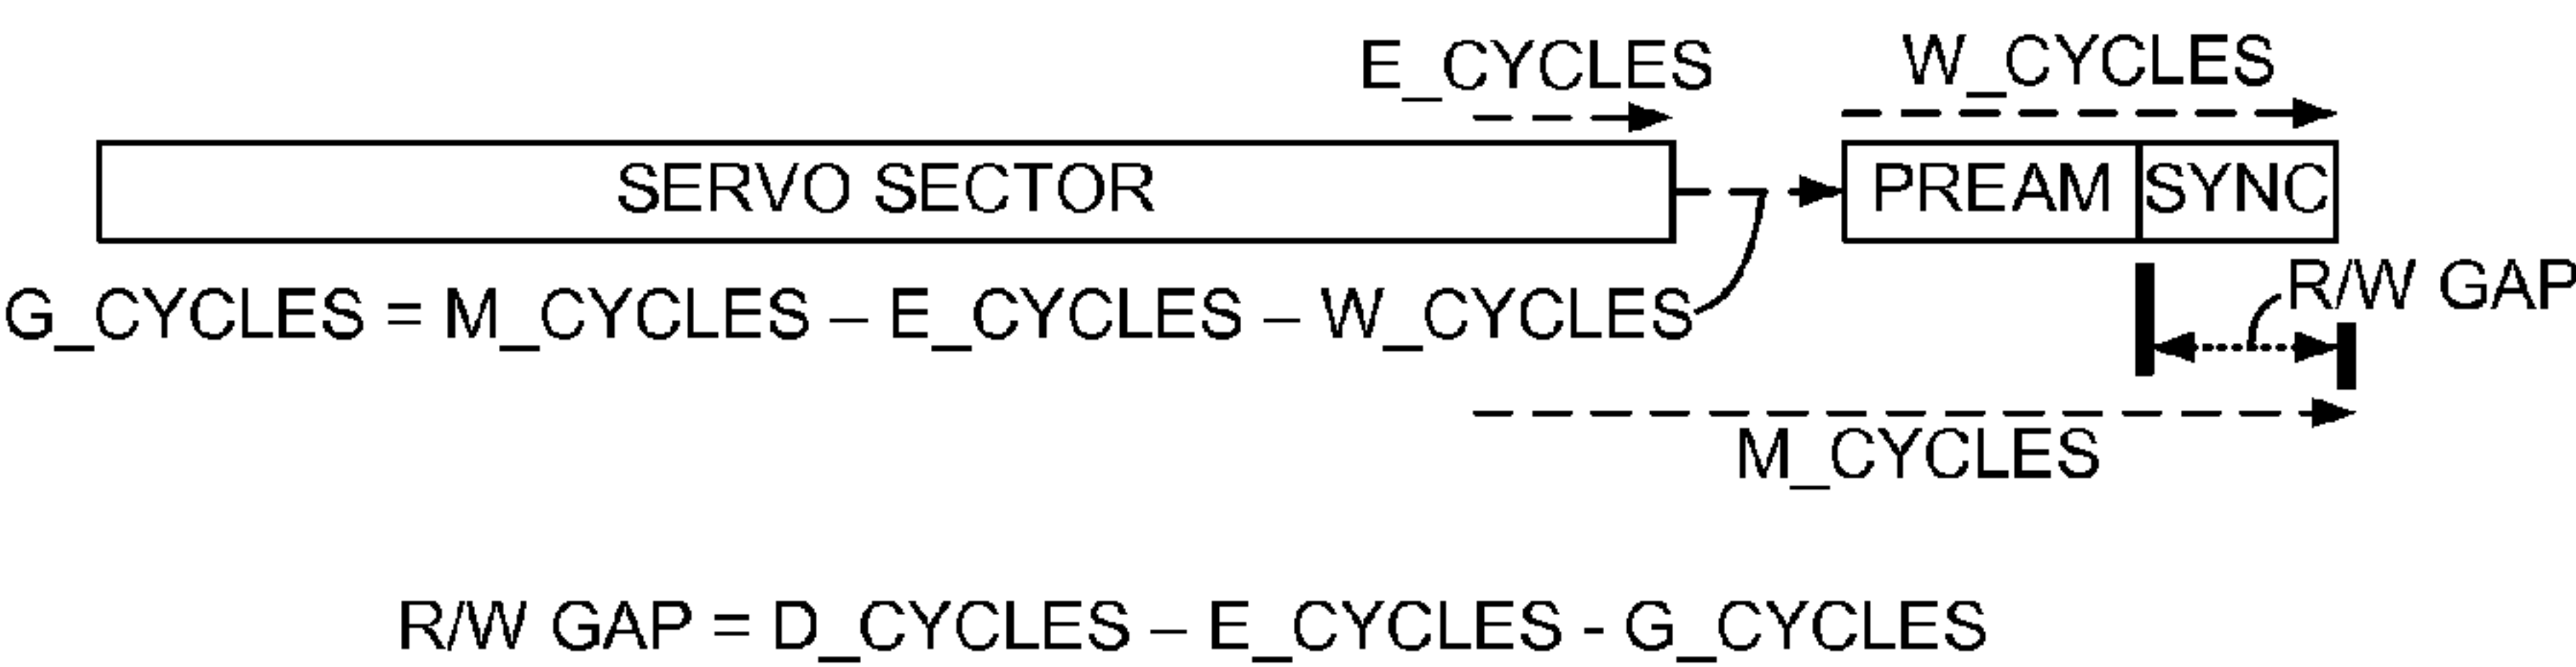 E_CYCLES W_CYCLES
SERVO SECTOR PREAM SYNC
G_CYCLES = M_CYCLES – E_CYCLES – W_CYCLES R/W GAP
M_CYCLES
R/W GAP = D_CYCLES – E_CYCLES - G_CYCLES